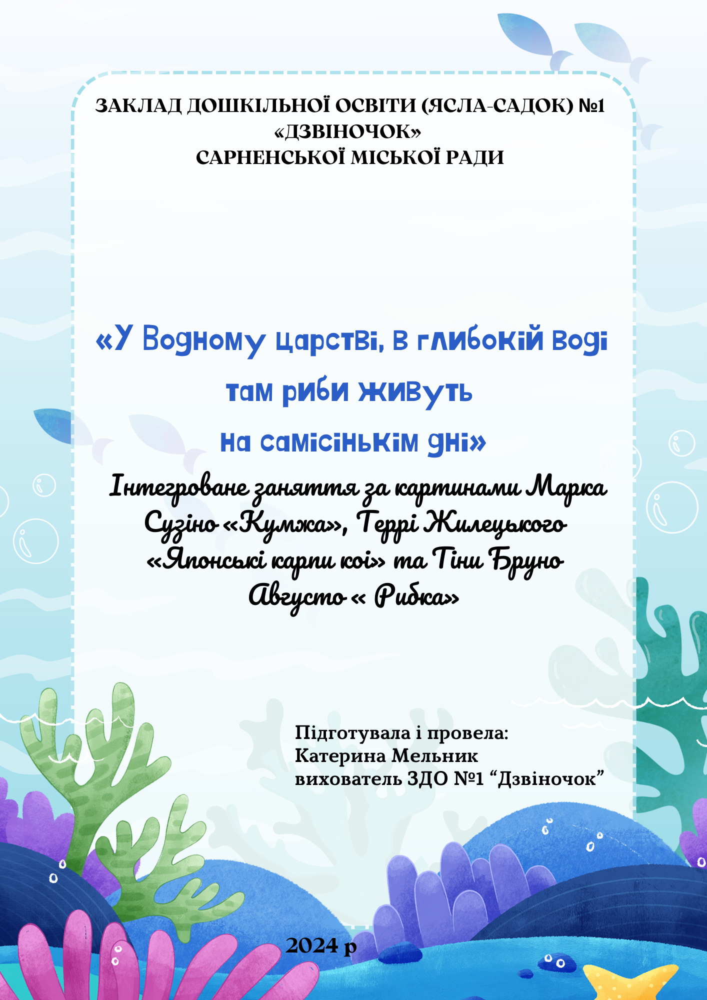 ЗАКЛАД ДОШКІЛЬНОЇ ОСВІТИ (ЯСЛА-САДОК) №1
«ДЗВІНОЧОК»
САРНЕНСЬКОЇ МІСЬКОЇ РАДИ
«У Водному царстві, в глибокій воді
там риби живуть
на самісінькім дні»
Інтегроване заняття за картинами Марка
Сузіно «Кумжа», Террі Жилецького
«Японські карпи коі» та Тіни Бруно
Августо « Рибка»
Підготувала і провела:
Катерина Мельник
вихователь ЗДО №1 “Дзвіночок”
2024 р